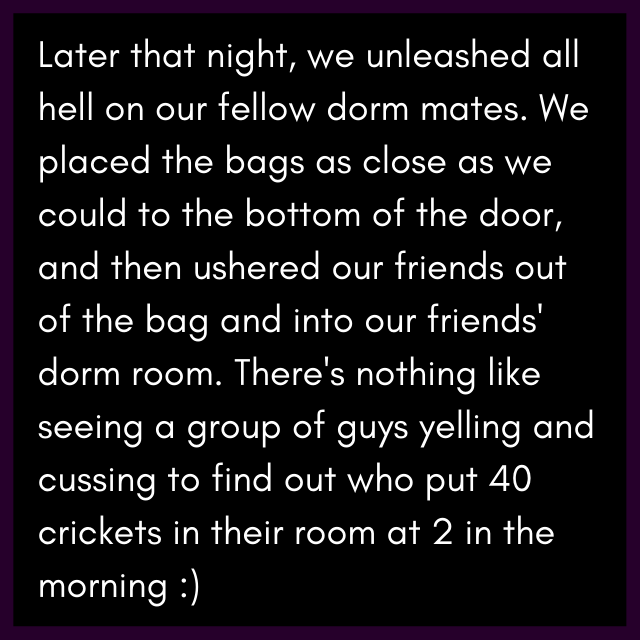 Later that night, we unleashed all
hell on our fellow dorm mates. We
placed the bags as close as we
could to the bottom of the door,
and then ushered our friends out
of the bag and into our friends'
dorm room. There's nothing like
seeing a group of guys yelling and
cussing to find out who put 40
crickets in their room at 2 in the
morning :)